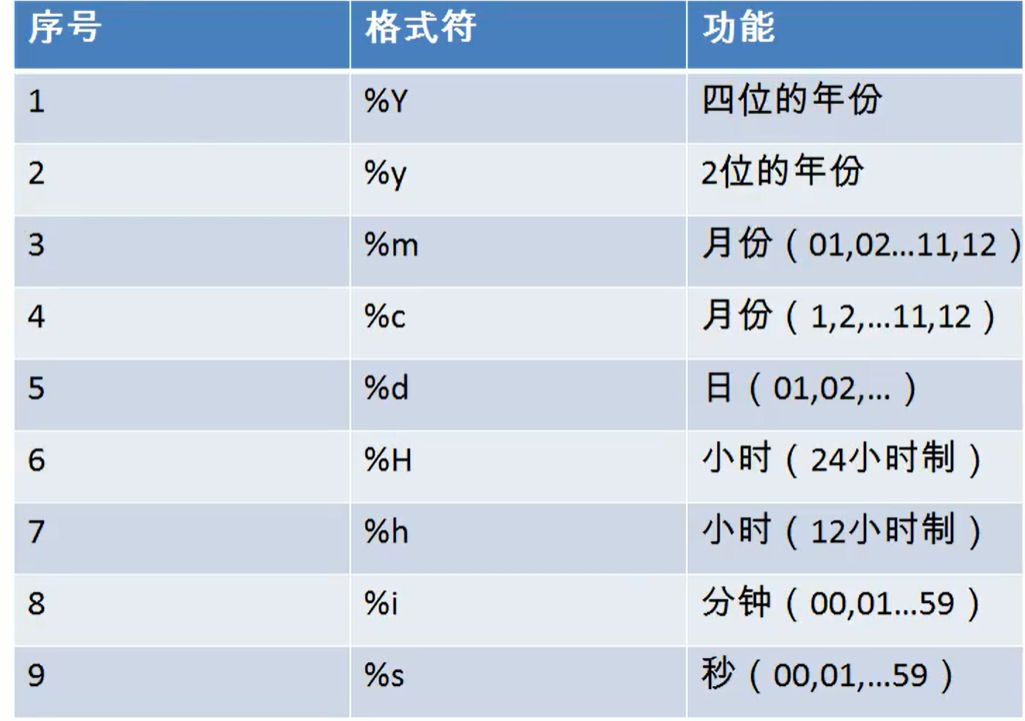 序号 格式符 功能
1 %Y 四位的年份
2 %y 2位的年份
3 %m 月份（01,02...11,12）
4 %c 月份（1,2,...11,12）
5 %d 日（01,02,...）
6 %H 小时（24小时制）
7 %h 小时（12小时制）
8 %i 分钟（00,01...59）
9 %s 秒（00,01,...59）